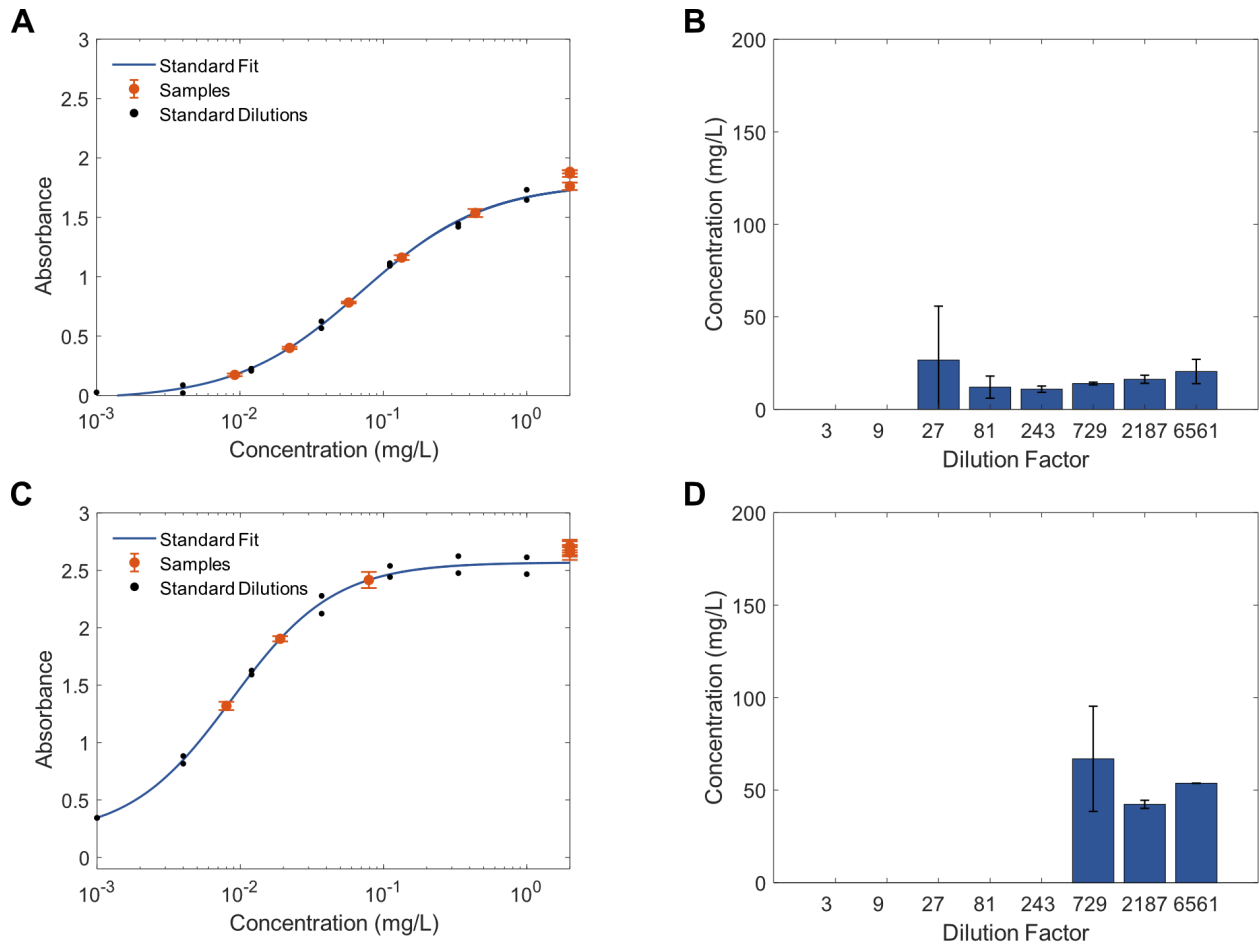 A
3
2.5
2
1.5
1
0.5
0
Absorbance
Standard Fit
Samples
Standard Dilutions
10-3
10-2
10-1
100
Concentration (mg/L)
B
200
150
100
50
0
Concentration (mg/L)
3 9 27 81 243 729 2187 6561
Dilution Factor
C
3
2.5
2
1.5
1
0.5
0
Absorbance
Standard Fit
Samples
Standard Dilutions
10-3
10-2
10-1
100
Concentration (mg/L)
D
200
150
100
50
0
Concentration (mg/L)
3 9 27 81 243 729 2187 6561
Dilution Factor